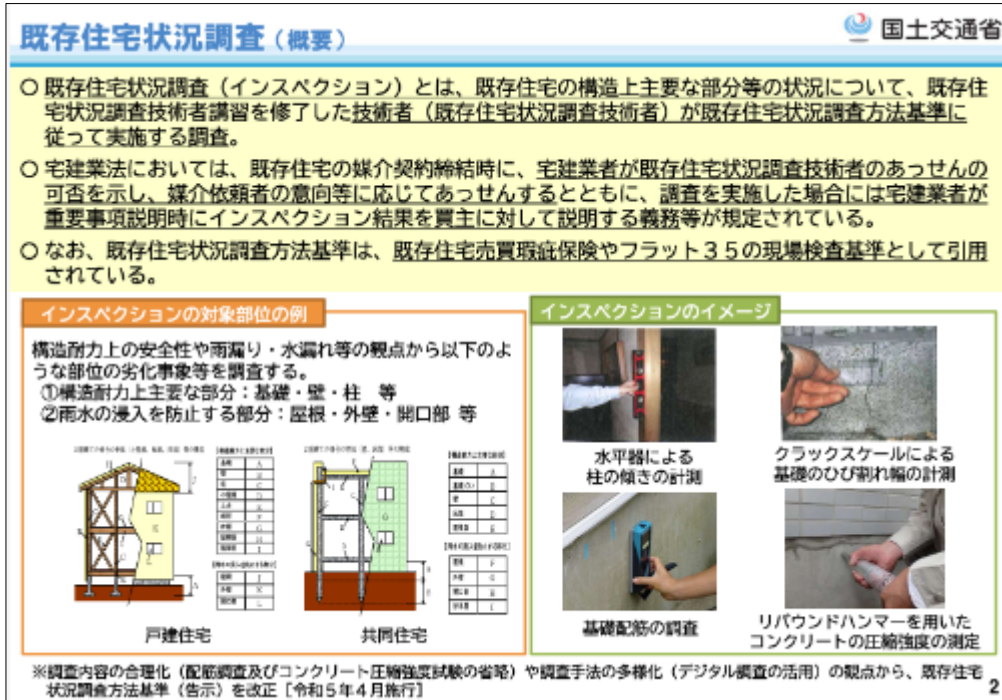 既存住宅状況調査（概要）
国土交通省
○ 既存住宅状況調査（インスペクション）とは、既存住宅の構造上主要な部分等の状況について、既存住
宅状況調査技術者講習を修了した技術者（既存住宅状況調査技術者）が既存住宅状況調査方法基準に
従って実施する調査。
○ 宅建業法においては、既存住宅の媒介契約締結時に、宅建業者が既存住宅状況調査技術者のあっせんの
可否を示し、媒介依頼者の意向等に応じてあっせんするとともに、調査を実施した場合には宅建業者が
重要事項説明時にインスペクション結果を買主に対して説明する義務等が規定されている。
○ なお、既存住宅状況調査方法基準は、既存住宅売買瑕疵保険やフラット３５の現場検査基準として引用
されている。
インスペクションの対象部位の例
構造耐力上の安全性や雨漏り・水漏れ等の観点から以下のよ
うな部位の劣化事象等を調査する。
①構造耐力上主要な部分：基礎・壁・柱 等
②雨水の浸入を防止する部分：屋根・外壁・開口部 等
戸建住宅
共同住宅
インスペクションのイメージ
水平器による
柱の傾きの計測
クラックスケールによる
基礎のひび割れ幅の計測
基礎配筋の調査
リバウンドハンマーを用いた
コンクリートの圧縮強度の測定
※調査内容の合理化（配筋調査及びコンクリート圧縮強度試験の省略）や調査手法の多様化（デジタル調査の活用）の観点から、既存住宅
状況調査方法基準（告示）を改正［令和５年４月施行］
2